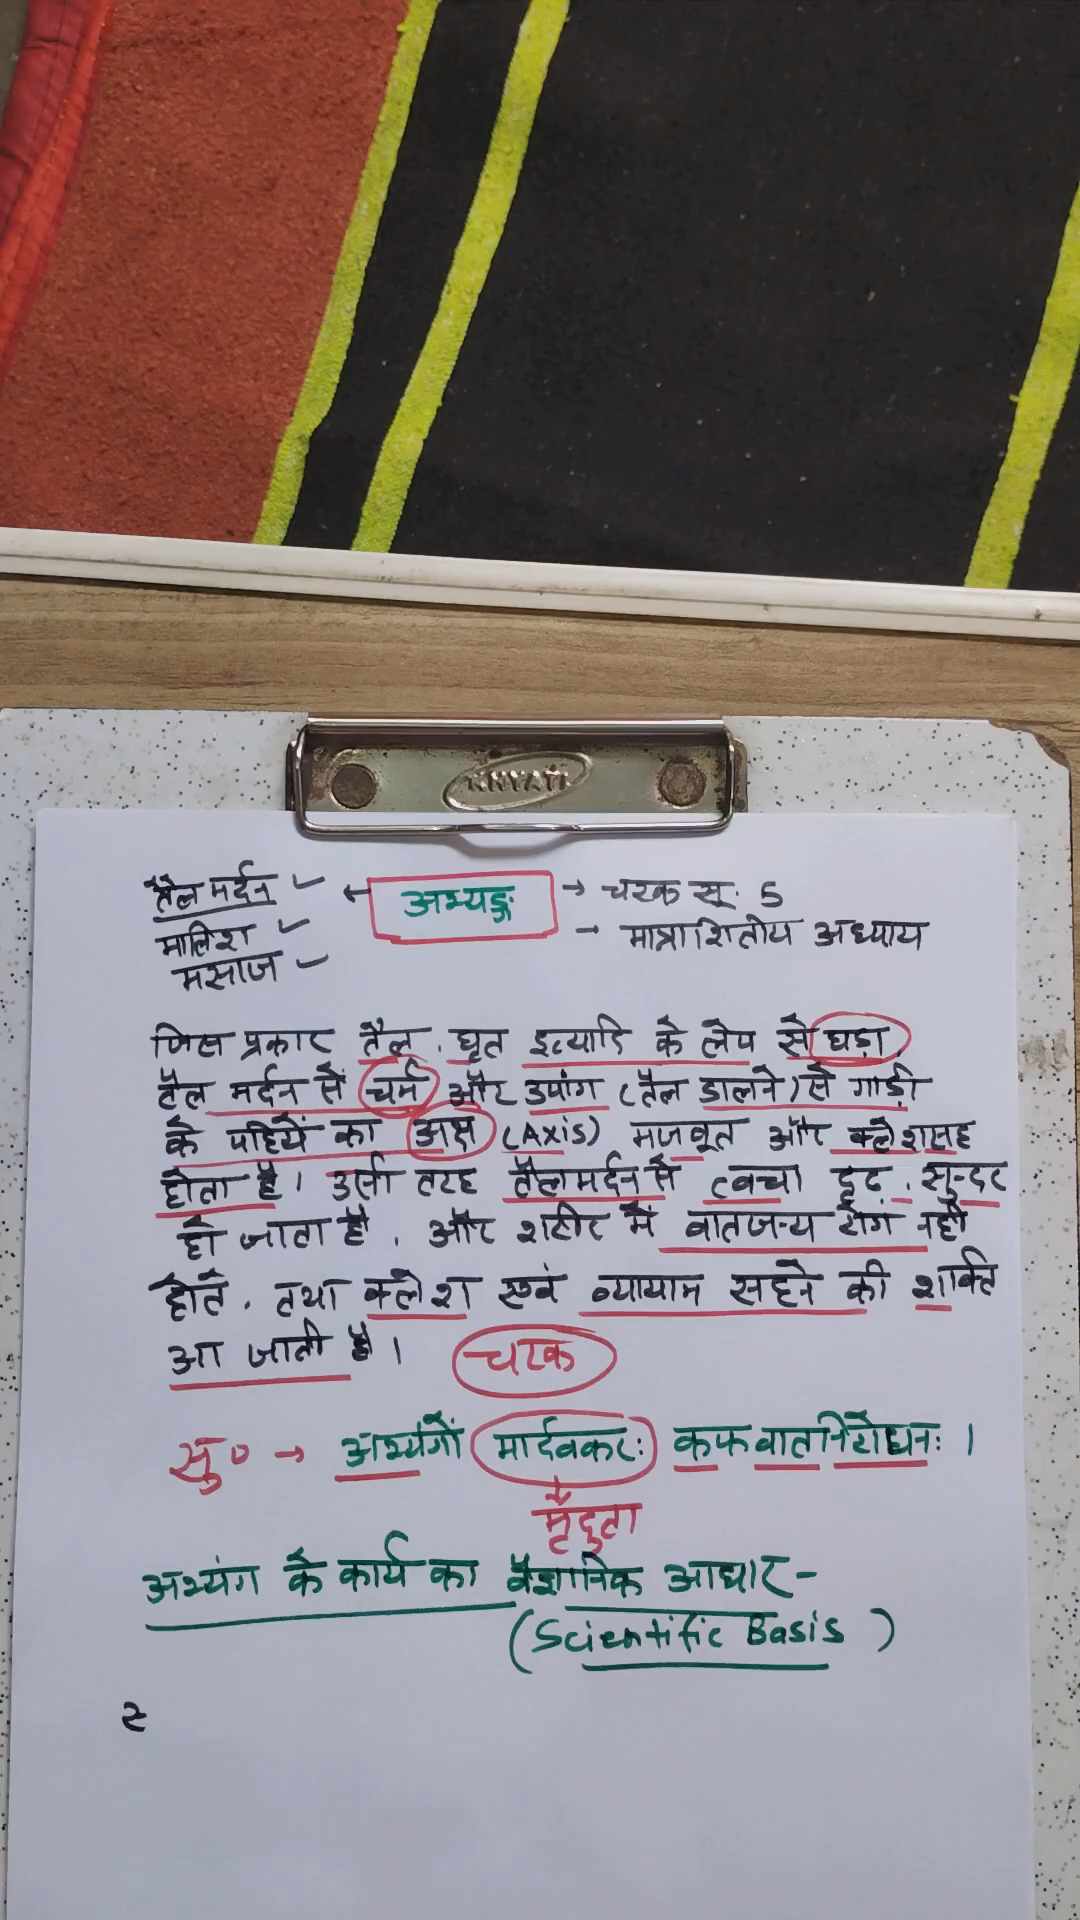 KHYATI
तैल मर्दन ← अभ्यङ्ग → चरक सू. 5
मालिश → मात्राशितीय अध्याय
मसाज
जिस प्रकार तैल, घृत इत्यादि के लेप से घड़ा,
तैल मर्दन से चर्म और उपांग (तैल डालने) से गाड़ी
के पहिये का अक्ष (Axis) मजबूत और क्लेशसह
होता है। उसी तरह तैलमर्दन से त्वचा दृढ़, सुन्दर
हो जाता है, और शरीर में वातजन्य रोग नहीं
होते, तथा क्लेश एवं व्यायाम सहने की शक्ति
आ जाती है। चरक
सु० → अभ्यंगो मार्दवकरः कफवातनिरोधनः।
मृदुता
अभ्यंग के कार्य का वैज्ञानिक आधार-
(Scientific Basis)
२